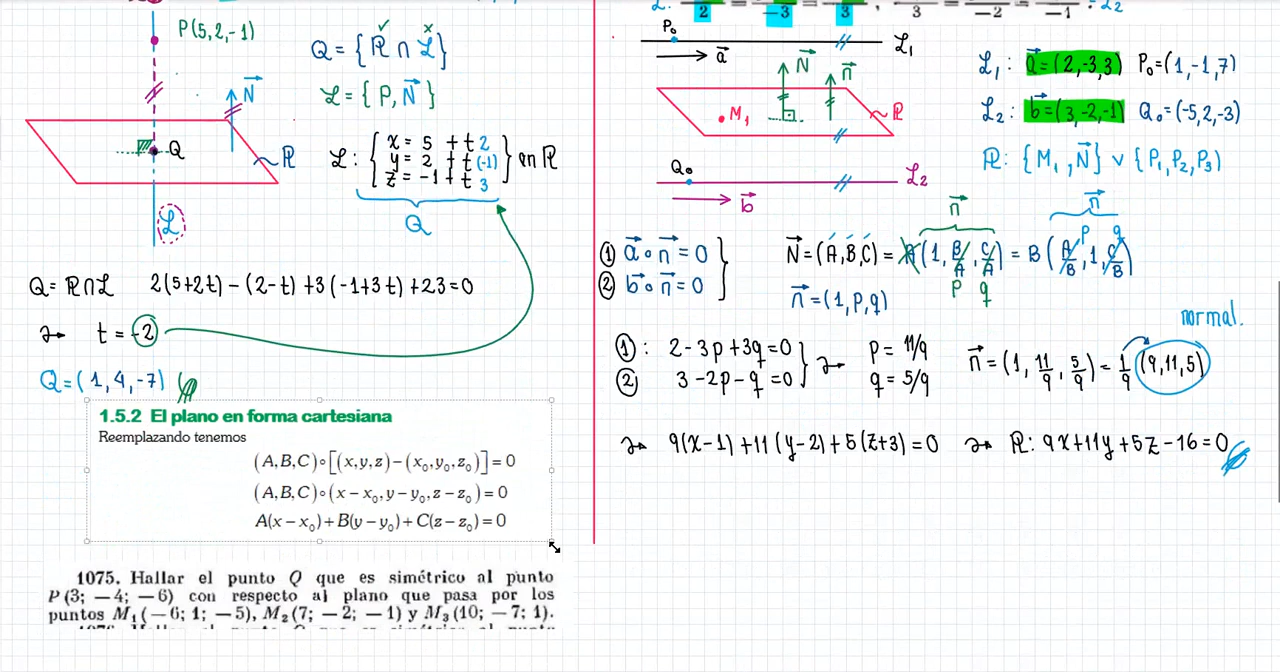 P(5,2,-1)
Q = {ℝ ∩ ℒ}
ℒ = {P, N⃗}
N⃗
Q
ℝ
ℒ
ℒ: { x = 5 + t 2
y = 2 + t (-1)
z = -1 + t 3 } en ℝ
Q
Q = ℝ∩ℒ 2(5+2t) - (2-t) + 3(-1+3t) + 23 = 0
t = -2
Q = (1, 4, -7)
1.5.2 El plano en forma cartesiana
Reemplazando tenemos
(A,B,C)∘[(x,y,z)−(x₀,y₀,z₀)]=0
(A,B,C)∘(x−x₀,y−y₀,z−z₀)=0
A(x−x₀)+B(y−y₀)+C(z−z₀)=0
1075. Hallar el punto Q que es simétrico al punto
P (3; — 4; — 6) con respecto al plano que pasa por los
puntos M₁ (— 6; 1; — 5), M₂ (7; — 2; — 1) y M₃ (10; — 7; 1).
2 -3 3 , 3 -2 -1 : ℒ₂
P₀
a⃗
ℒ₁
N⃗
n⃗
M₁
ℝ
Q₀
b⃗
ℒ₂
ℒ₁: a⃗=(2,-3,3) P₀=(1,-1,7)
ℒ₂: b⃗=(3,-2,-1) Q₀=(-5,2,-3)
ℝ: {M₁, N⃗} ∨ {P₁,P₂,P₃}
n⃗
n⃗
① a⃗∘n⃗ = 0
② b⃗∘n⃗ = 0
N⃗ = (A,B,C) = A(1, B/A, C/A) = B(A/B, 1, C/B)
p q
p q
n⃗ = (1,p,q)
normal.
①: 2-3p+3q=0
② 3-2p-q=0
p = 11/9
q = 5/9
n⃗ = (1, 11/9, 5/9) = 1/9 (9,11,5)
9(x-1)+11(y-2)+5(z+3)=0 ℝ: 9x+11y+5z-16=0